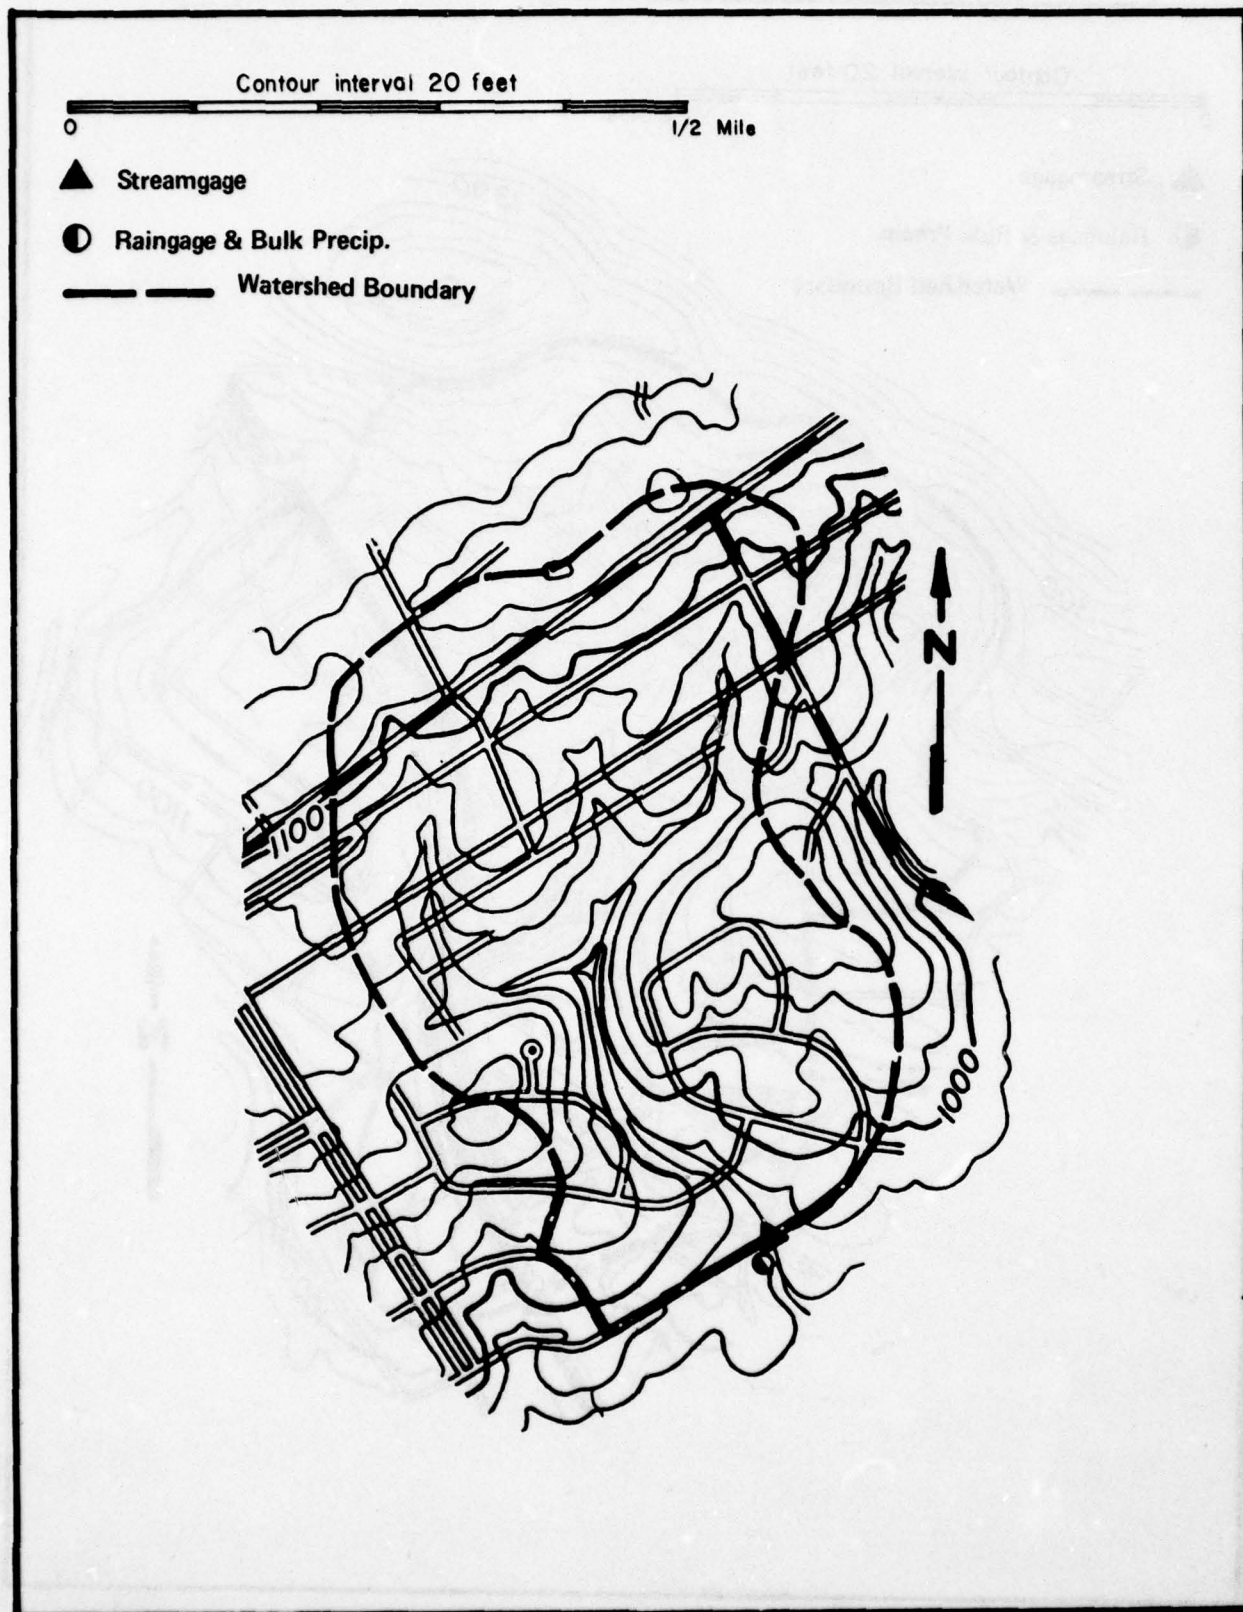 Contour interval 20 feet
0
1/2 Mile
Streamgage
Raingage & Bulk Precip.
Watershed Boundary
N
1100
1000